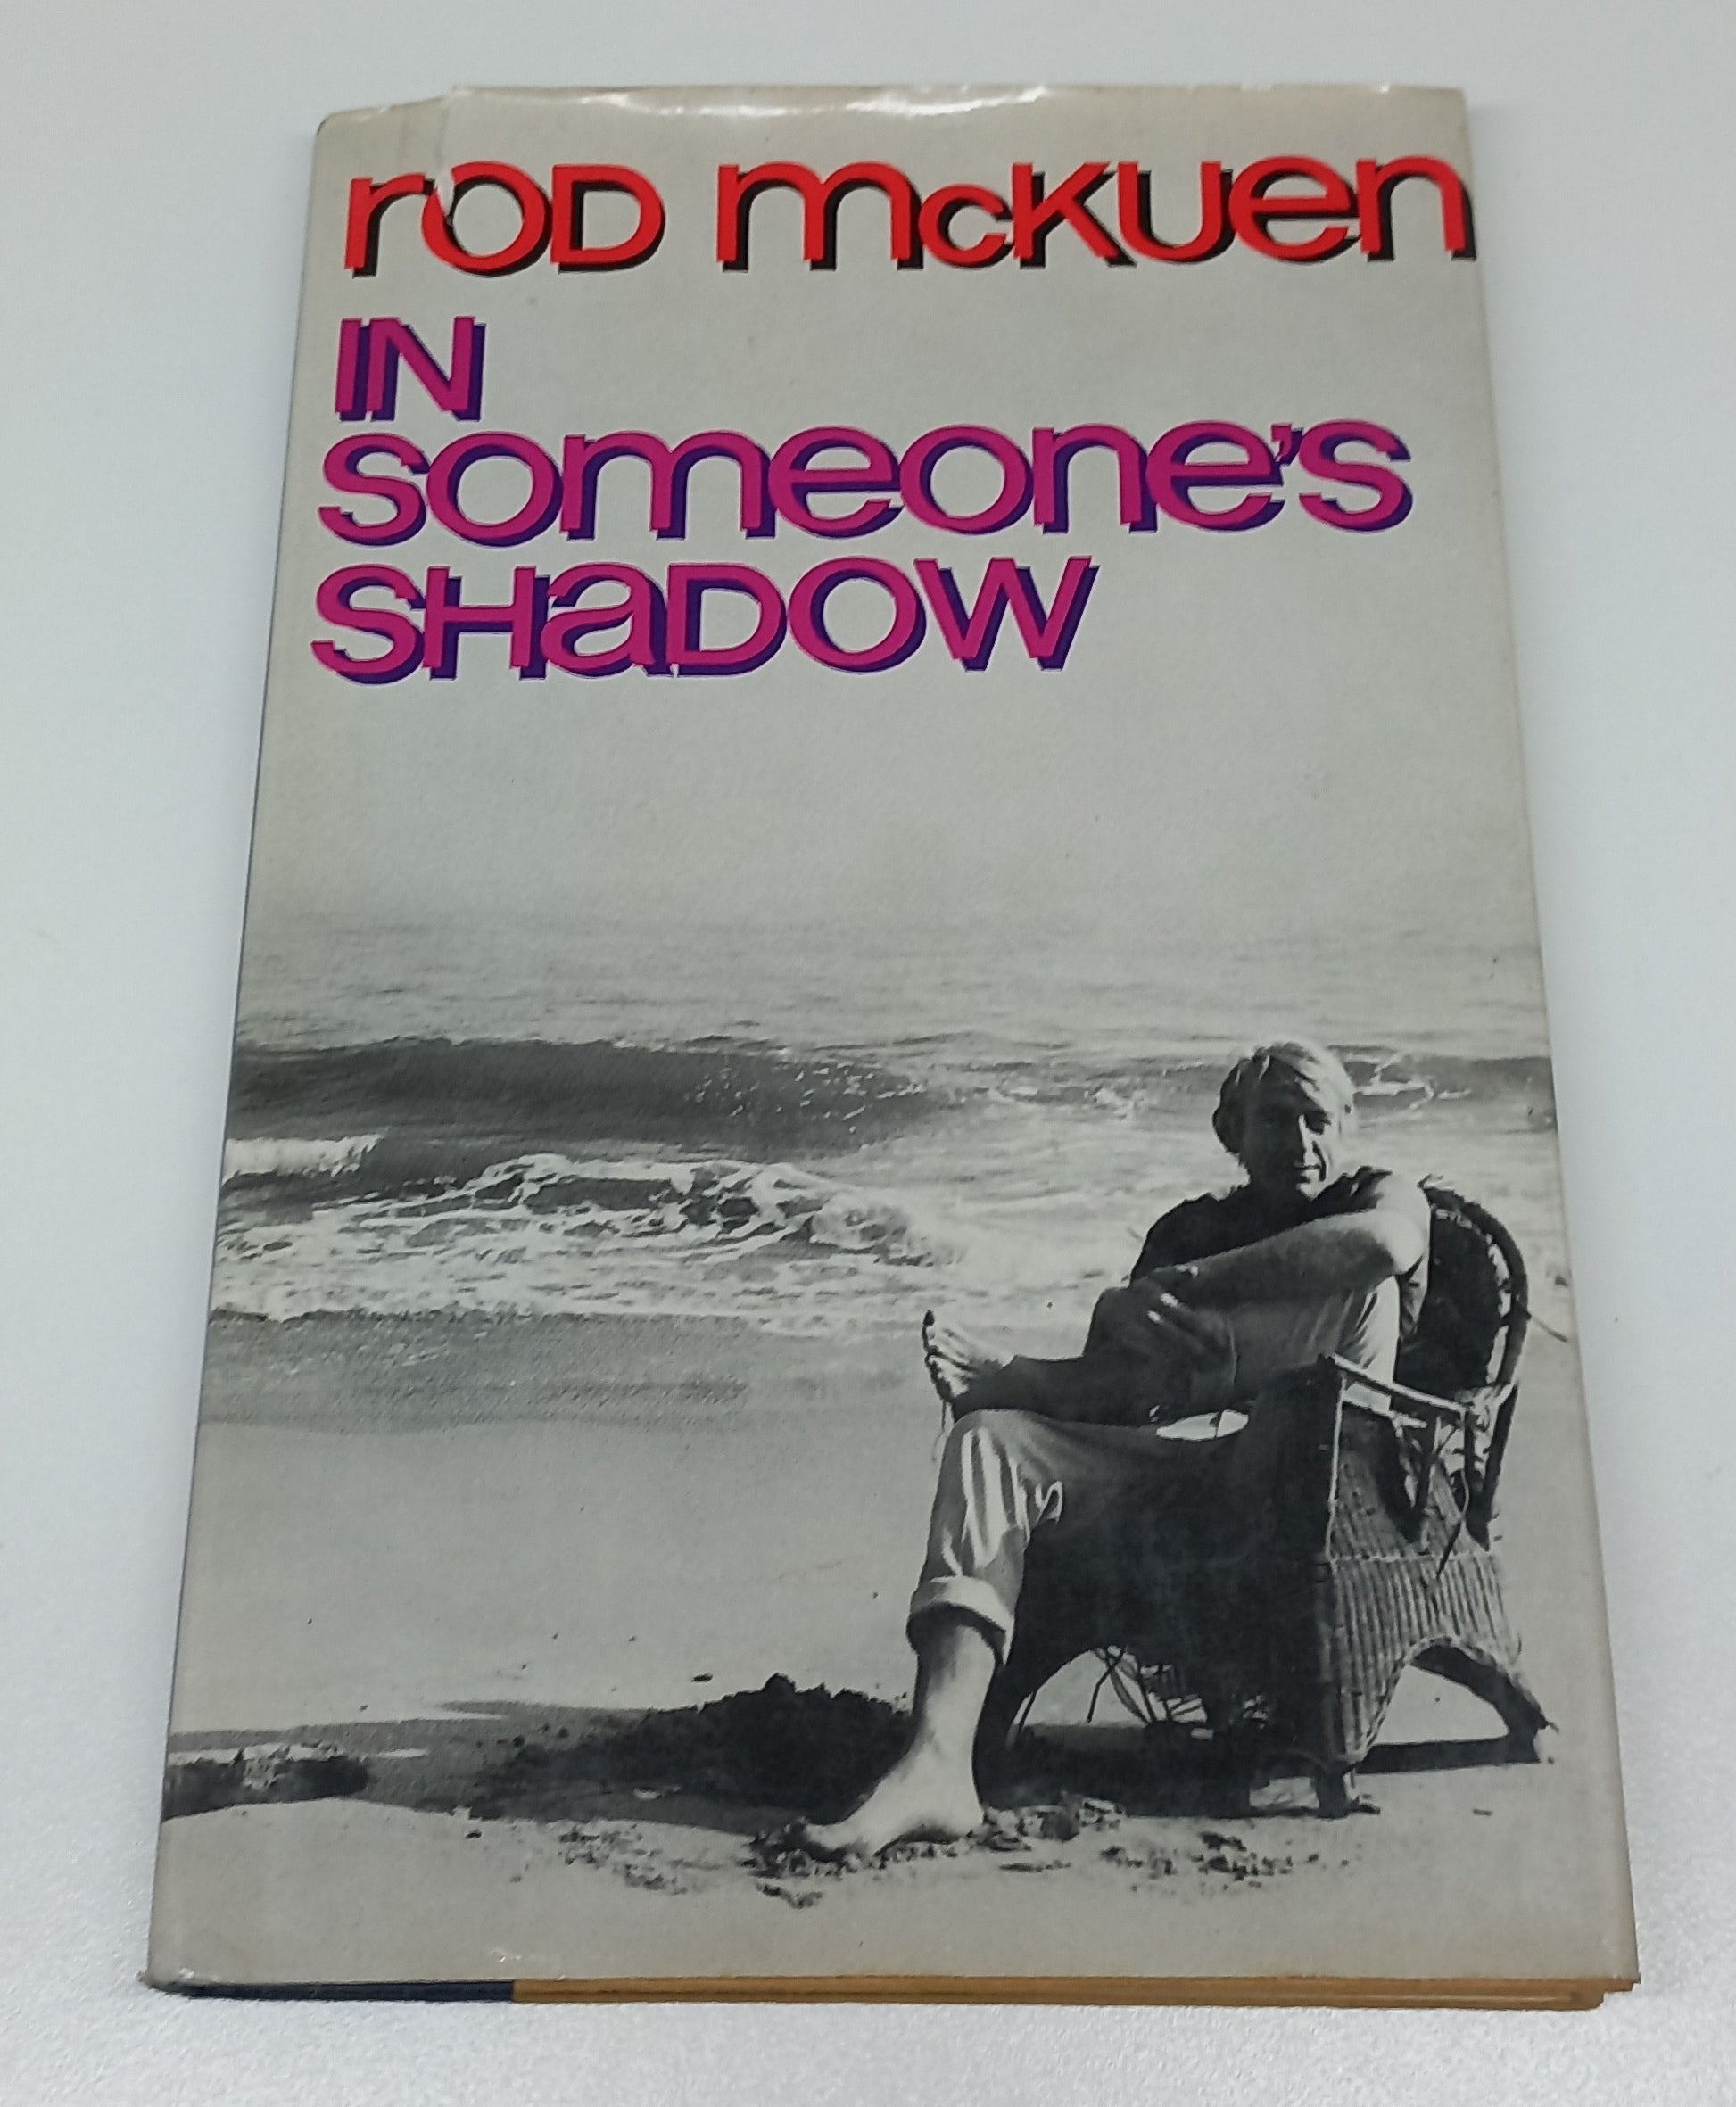 rOD mcKuen
IN
someone's
sHaDOW